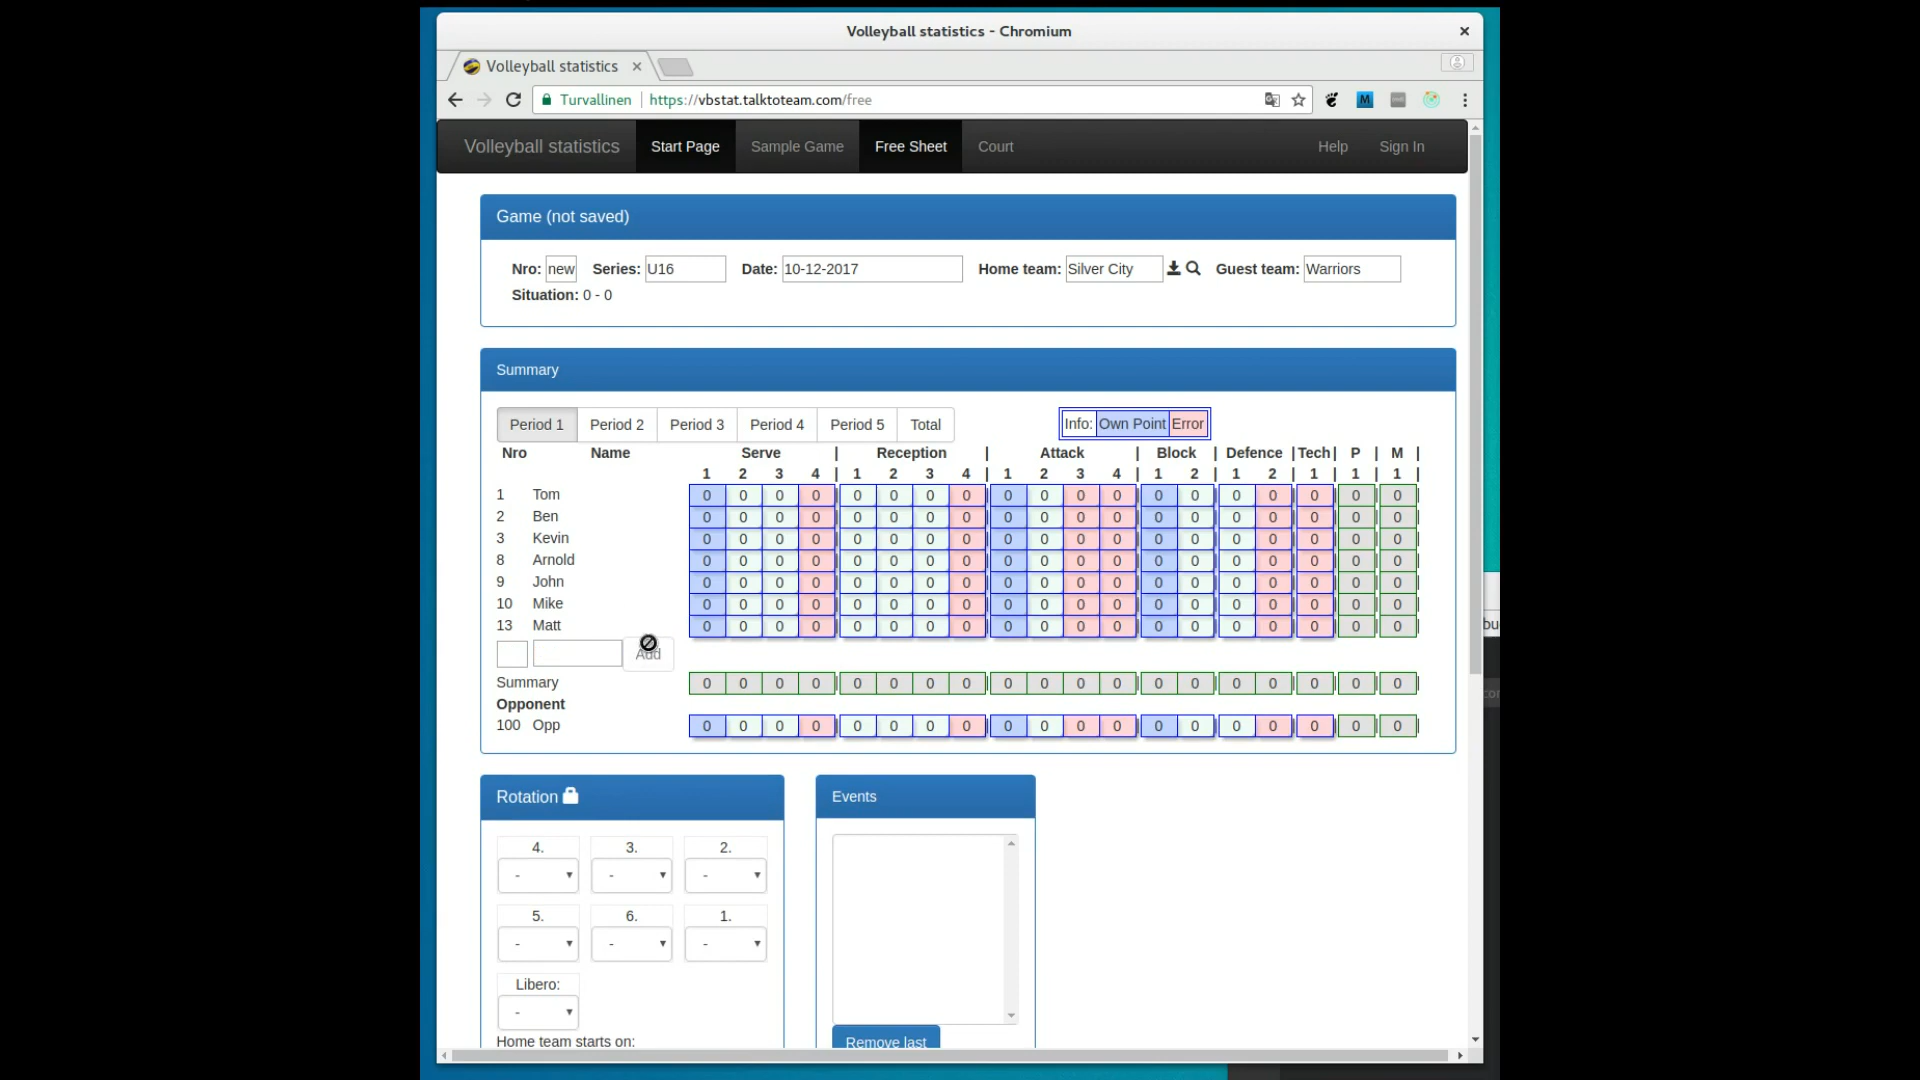 Volleyball statistics - Chromium
Volleyball statistics
Turvallinen https://vbstat.talktoteam.com/free
Volleyball statistics Start Page Sample Game Free Sheet Court Help Sign In
Game (not saved)
Nro: new Series: U16 Date: 10-12-2017 Home team: Silver City Guest team: Warriors
Situation: 0 - 0
Summary
Period 1 Period 2 Period 3 Period 4 Period 5 Total Info: Own Point Error
Nro Name Serve | Reception | Attack | Block | Defence | Tech | P | M |
1 2 3 4 | 1 2 3 4 | 1 2 3 4 | 1 2 | 1 2 | 1 | 1 | 1 |
1 Tom 0 0 0 0 | 0 0 0 0 | 0 0 0 0 | 0 0 | 0 0 | 0 | 0 | 0 |
2 Ben 0 0 0 0 | 0 0 0 0 | 0 0 0 0 | 0 0 | 0 0 | 0 | 0 | 0 |
3 Kevin 0 0 0 0 | 0 0 0 0 | 0 0 0 0 | 0 0 | 0 0 | 0 | 0 | 0 |
8 Arnold 0 0 0 0 | 0 0 0 0 | 0 0 0 0 | 0 0 | 0 0 | 0 | 0 | 0 |
9 John 0 0 0 0 | 0 0 0 0 | 0 0 0 0 | 0 0 | 0 0 | 0 | 0 | 0 |
10 Mike 0 0 0 0 | 0 0 0 0 | 0 0 0 0 | 0 0 | 0 0 | 0 | 0 | 0 |
13 Matt 0 0 0 0 | 0 0 0 0 | 0 0 0 0 | 0 0 | 0 0 | 0 | 0 | 0 |
Add
Summary 0 0 0 0 | 0 0 0 0 | 0 0 0 0 | 0 0 | 0 0 | 0 | 0 | 0 |
Opponent
100 Opp 0 0 0 0 | 0 0 0 0 | 0 0 0 0 | 0 0 | 0 0 | 0 | 0 | 0 |
Rotation
4. 3. 2.
- - -
5. 6. 1.
- - -
Libero:
-
Home team starts on:
Events
Remove last